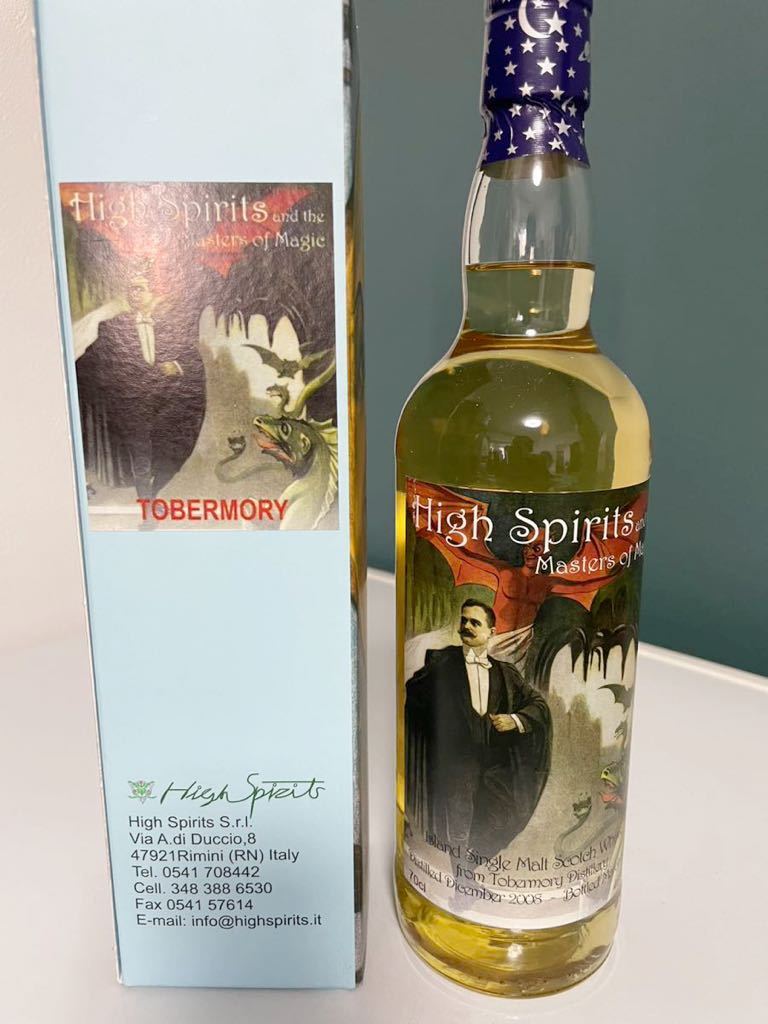 High Spirits and the
Masters of Magic
TOBERMORY
High Spirits
High Spirits S.r.l.
Via A.di Duccio,8
47921Rimini (RN) Italy
Tel. 0541 708442
Cell. 348 388 6530
Fax 0541 57614
E-mail: info@highspirits.it
High Spirits
Masters of
Island Single Malt Scotch
from Tobermory Distillery
Distilled December 2008 - Bottled
70cl